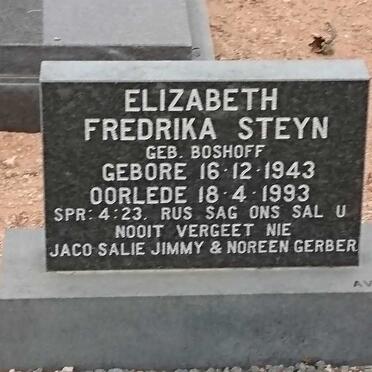 ELIZABETH
FREDRIKA STEYN
GEB. BOSHOFF
GEBORE 16·12·1943
OORLEDE 18·4·1993
SPR:4:23. RUS SAG ONS SAL U
NOOIT VERGEET NIE
JACO SALIE JIMMY & NOREEN GERBER